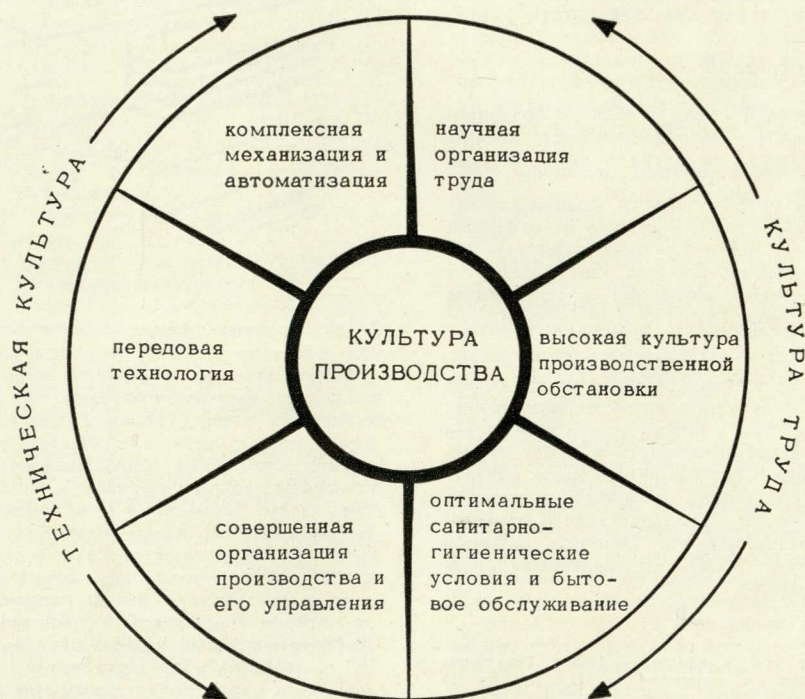 комплексная
механизация и
автоматизация
научная
организация
труда
ТЕХНИЧЕСКАЯ КУЛЬТУРА
передовая
технология
КУЛЬТУРА
ПРОИЗВОДСТВА
высокая культура
производственной
обстановки
КУЛЬТУРА ТРУДА
совершенная
организация
производства и
его управления
оптимальные
санитарно-
гигиенические
условия и быто-
вое обслуживание